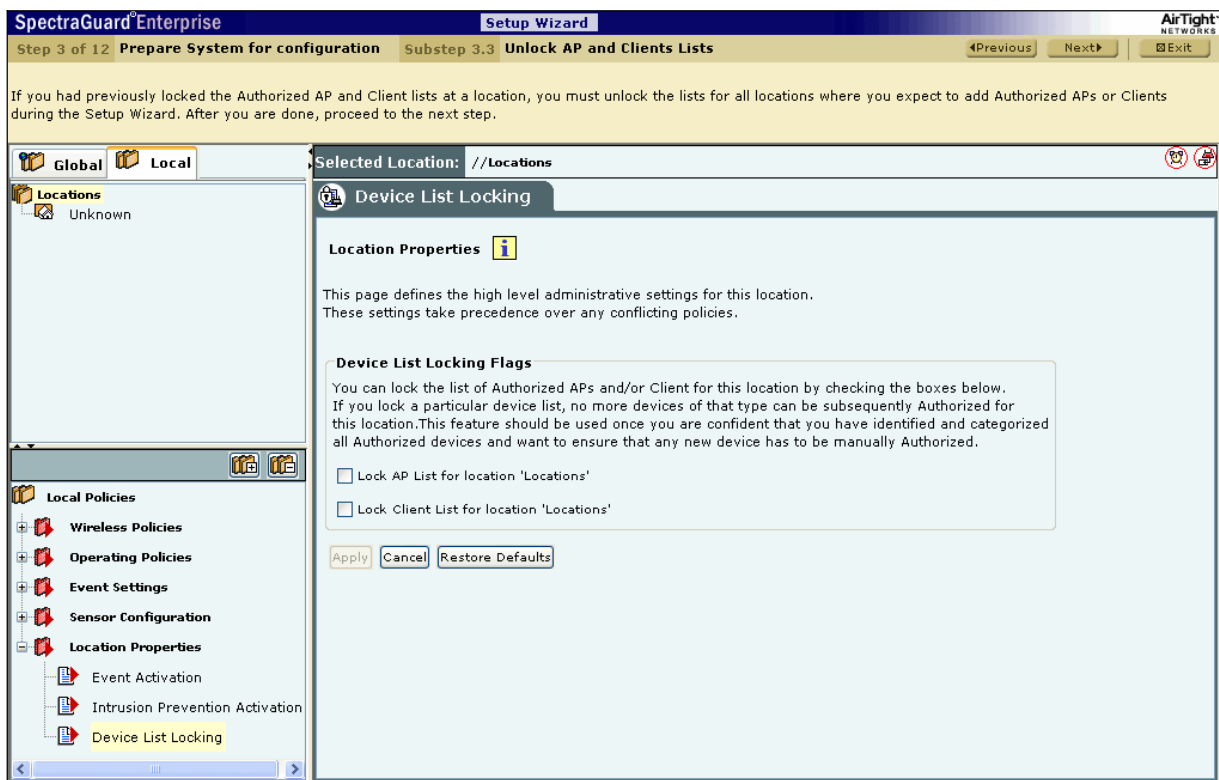 SpectraGuard®Enterprise
Setup Wizard
AirTight
NETWORKS
Step 3 of 12 Prepare System for configuration Substep 3.3 Unlock AP and Clients Lists
Previous
Next
Exit
If you had previously locked the Authorized AP and Client lists at a location, you must unlock the lists for all locations where you expect to add Authorized APs or Clients
during the Setup Wizard. After you are done, proceed to the next step.
Global
Local
Locations
Unknown
Selected Location: //Locations
Device List Locking
Location Properties
This page defines the high level administrative settings for this location.
These settings take precedence over any conflicting policies.
Device List Locking Flags
You can lock the list of Authorized APs and/or Client for this location by checking the boxes below.
If you lock a particular device list, no more devices of that type can be subsequently Authorized for
this location.This feature should be used once you are confident that you have identified and categorized
all Authorized devices and want to ensure that any new device has to be manually Authorized.
Lock AP List for location 'Locations'
Lock Client List for location 'Locations'
Apply
Cancel
Restore Defaults
Local Policies
Wireless Policies
Operating Policies
Event Settings
Sensor Configuration
Location Properties
Event Activation
Intrusion Prevention Activation
Device List Locking